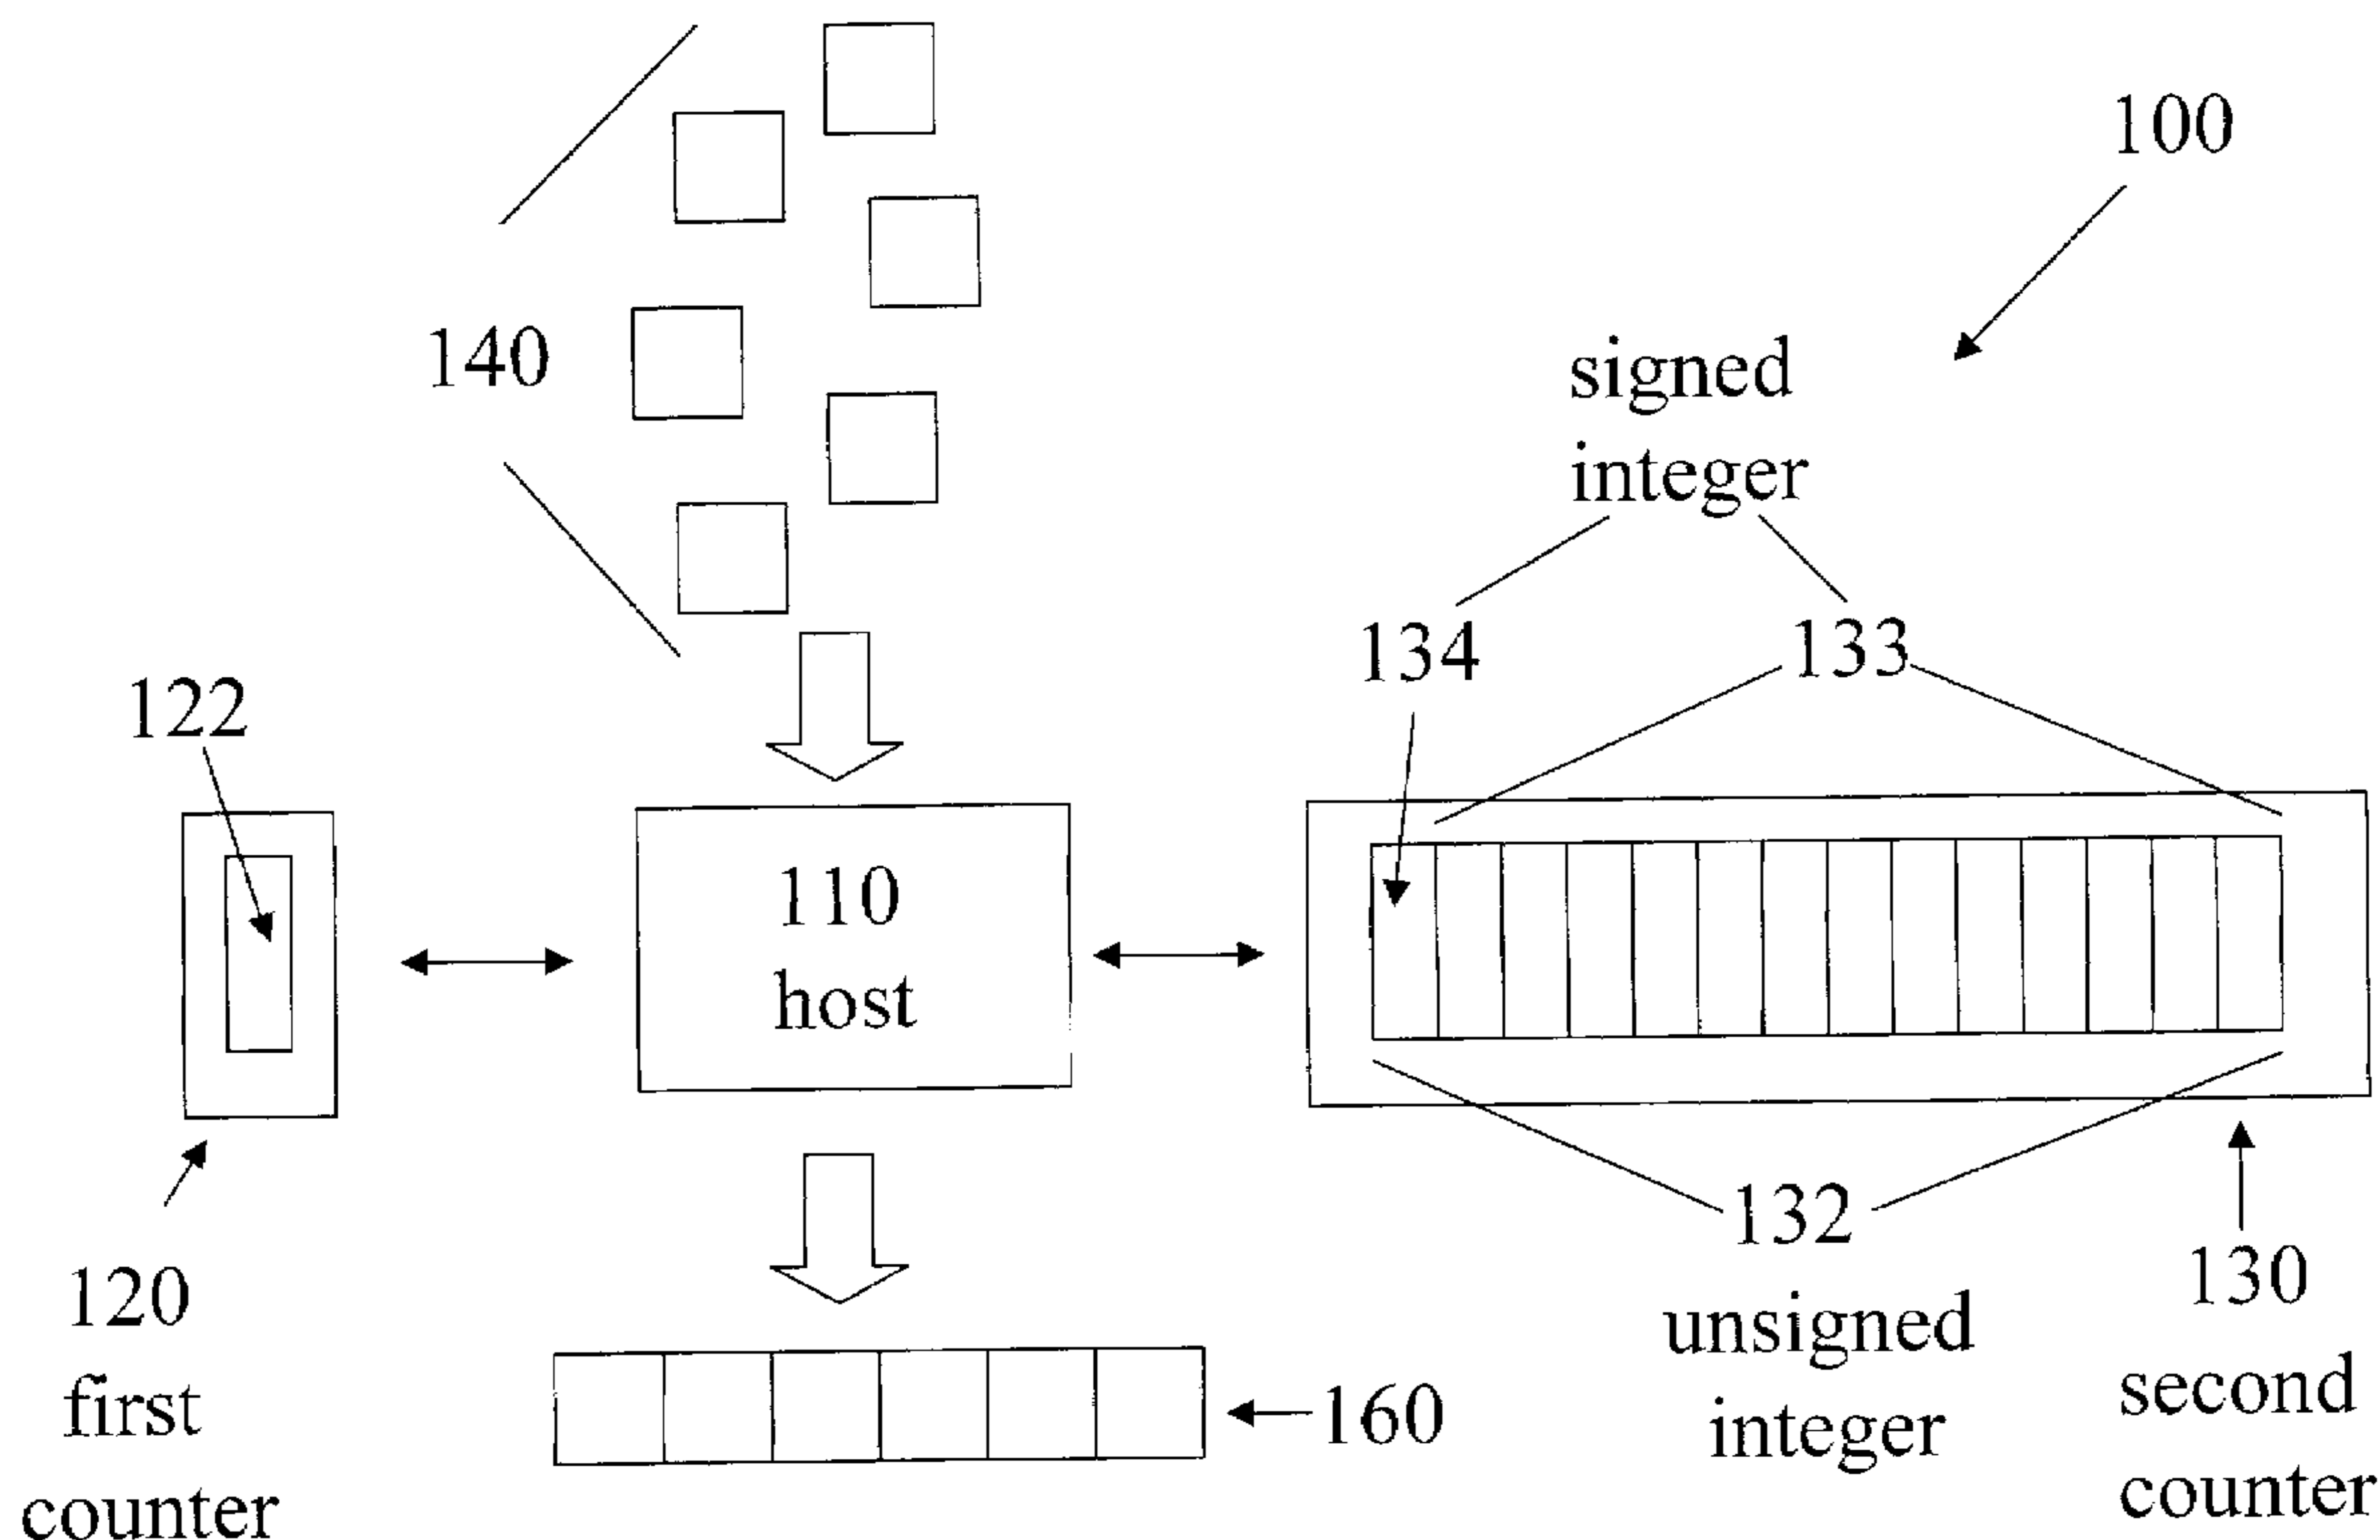 100
140
signed
integer
134
133
122
110
host
132
unsigned
integer
130
second
counter
120
first
counter
160